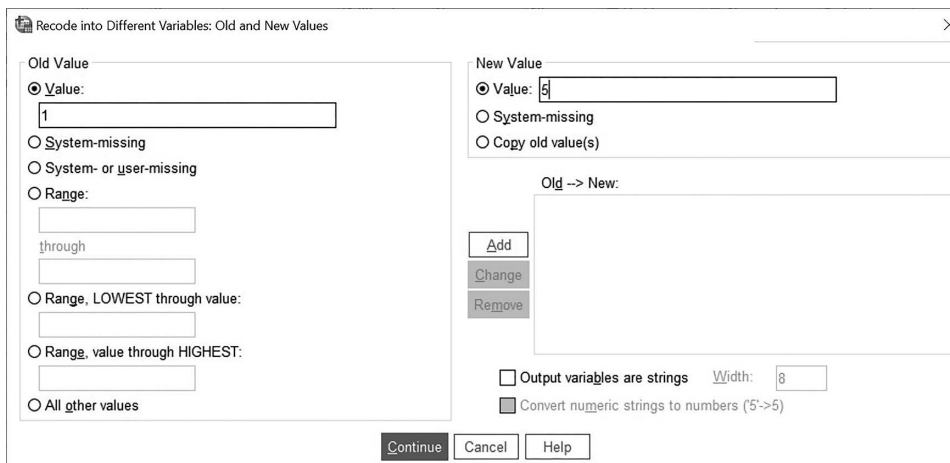 Recode into Different Variables: Old and New Values
Old Value
Value:
1
System-missing
System- or user-missing
Range:
through
Range, LOWEST through value:
Range, value through HIGHEST:
All other values
New Value
Value: 5
System-missing
Copy old value(s)
Old --> New:
Add
Change
Remove
Output variables are strings Width: 8
Convert numeric strings to numbers ('5'->5)
Continue Cancel Help